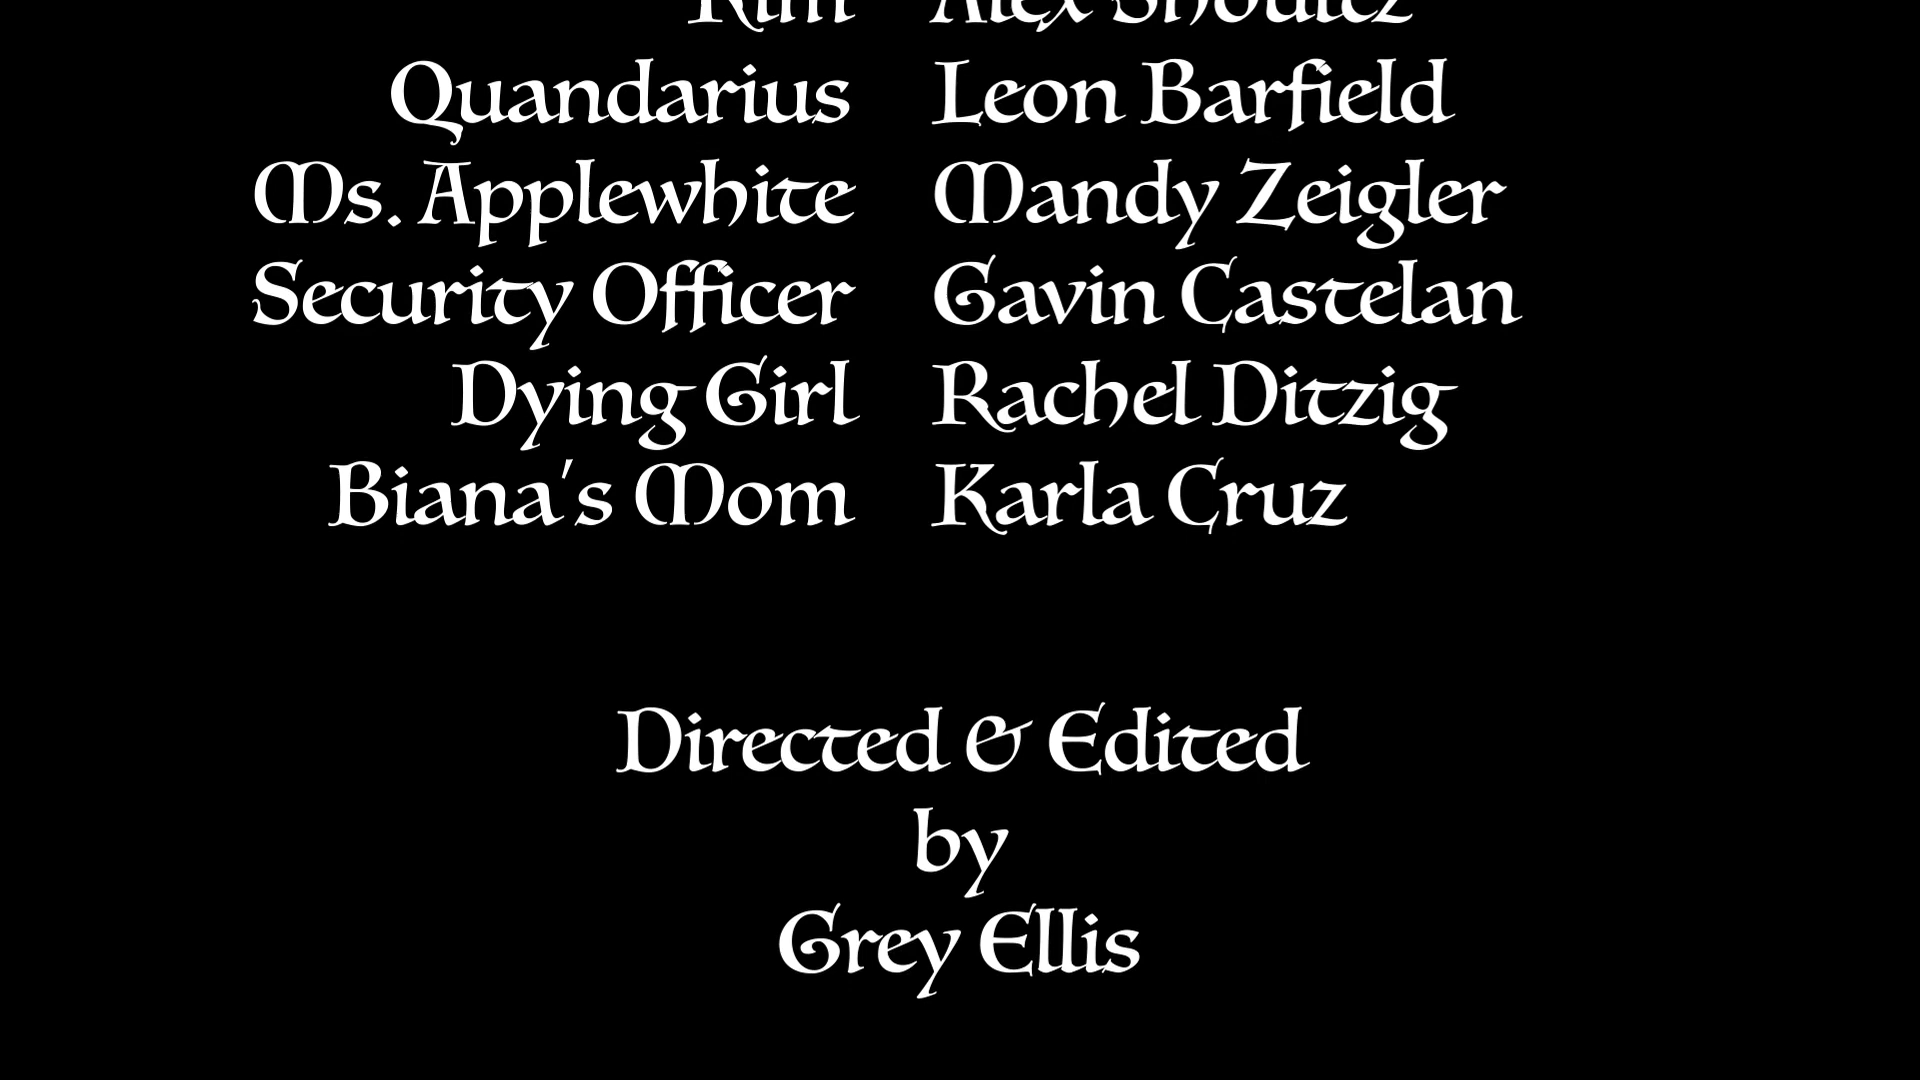 Quandarius Leon Barfield
Ms. Applewhite Mandy Zeigler
Security Officer Gavin Castelan
Dying Girl Rachel Ditzig
Biana's Mom Karla Cruz
Directed & Edited
by
Grey Ellis